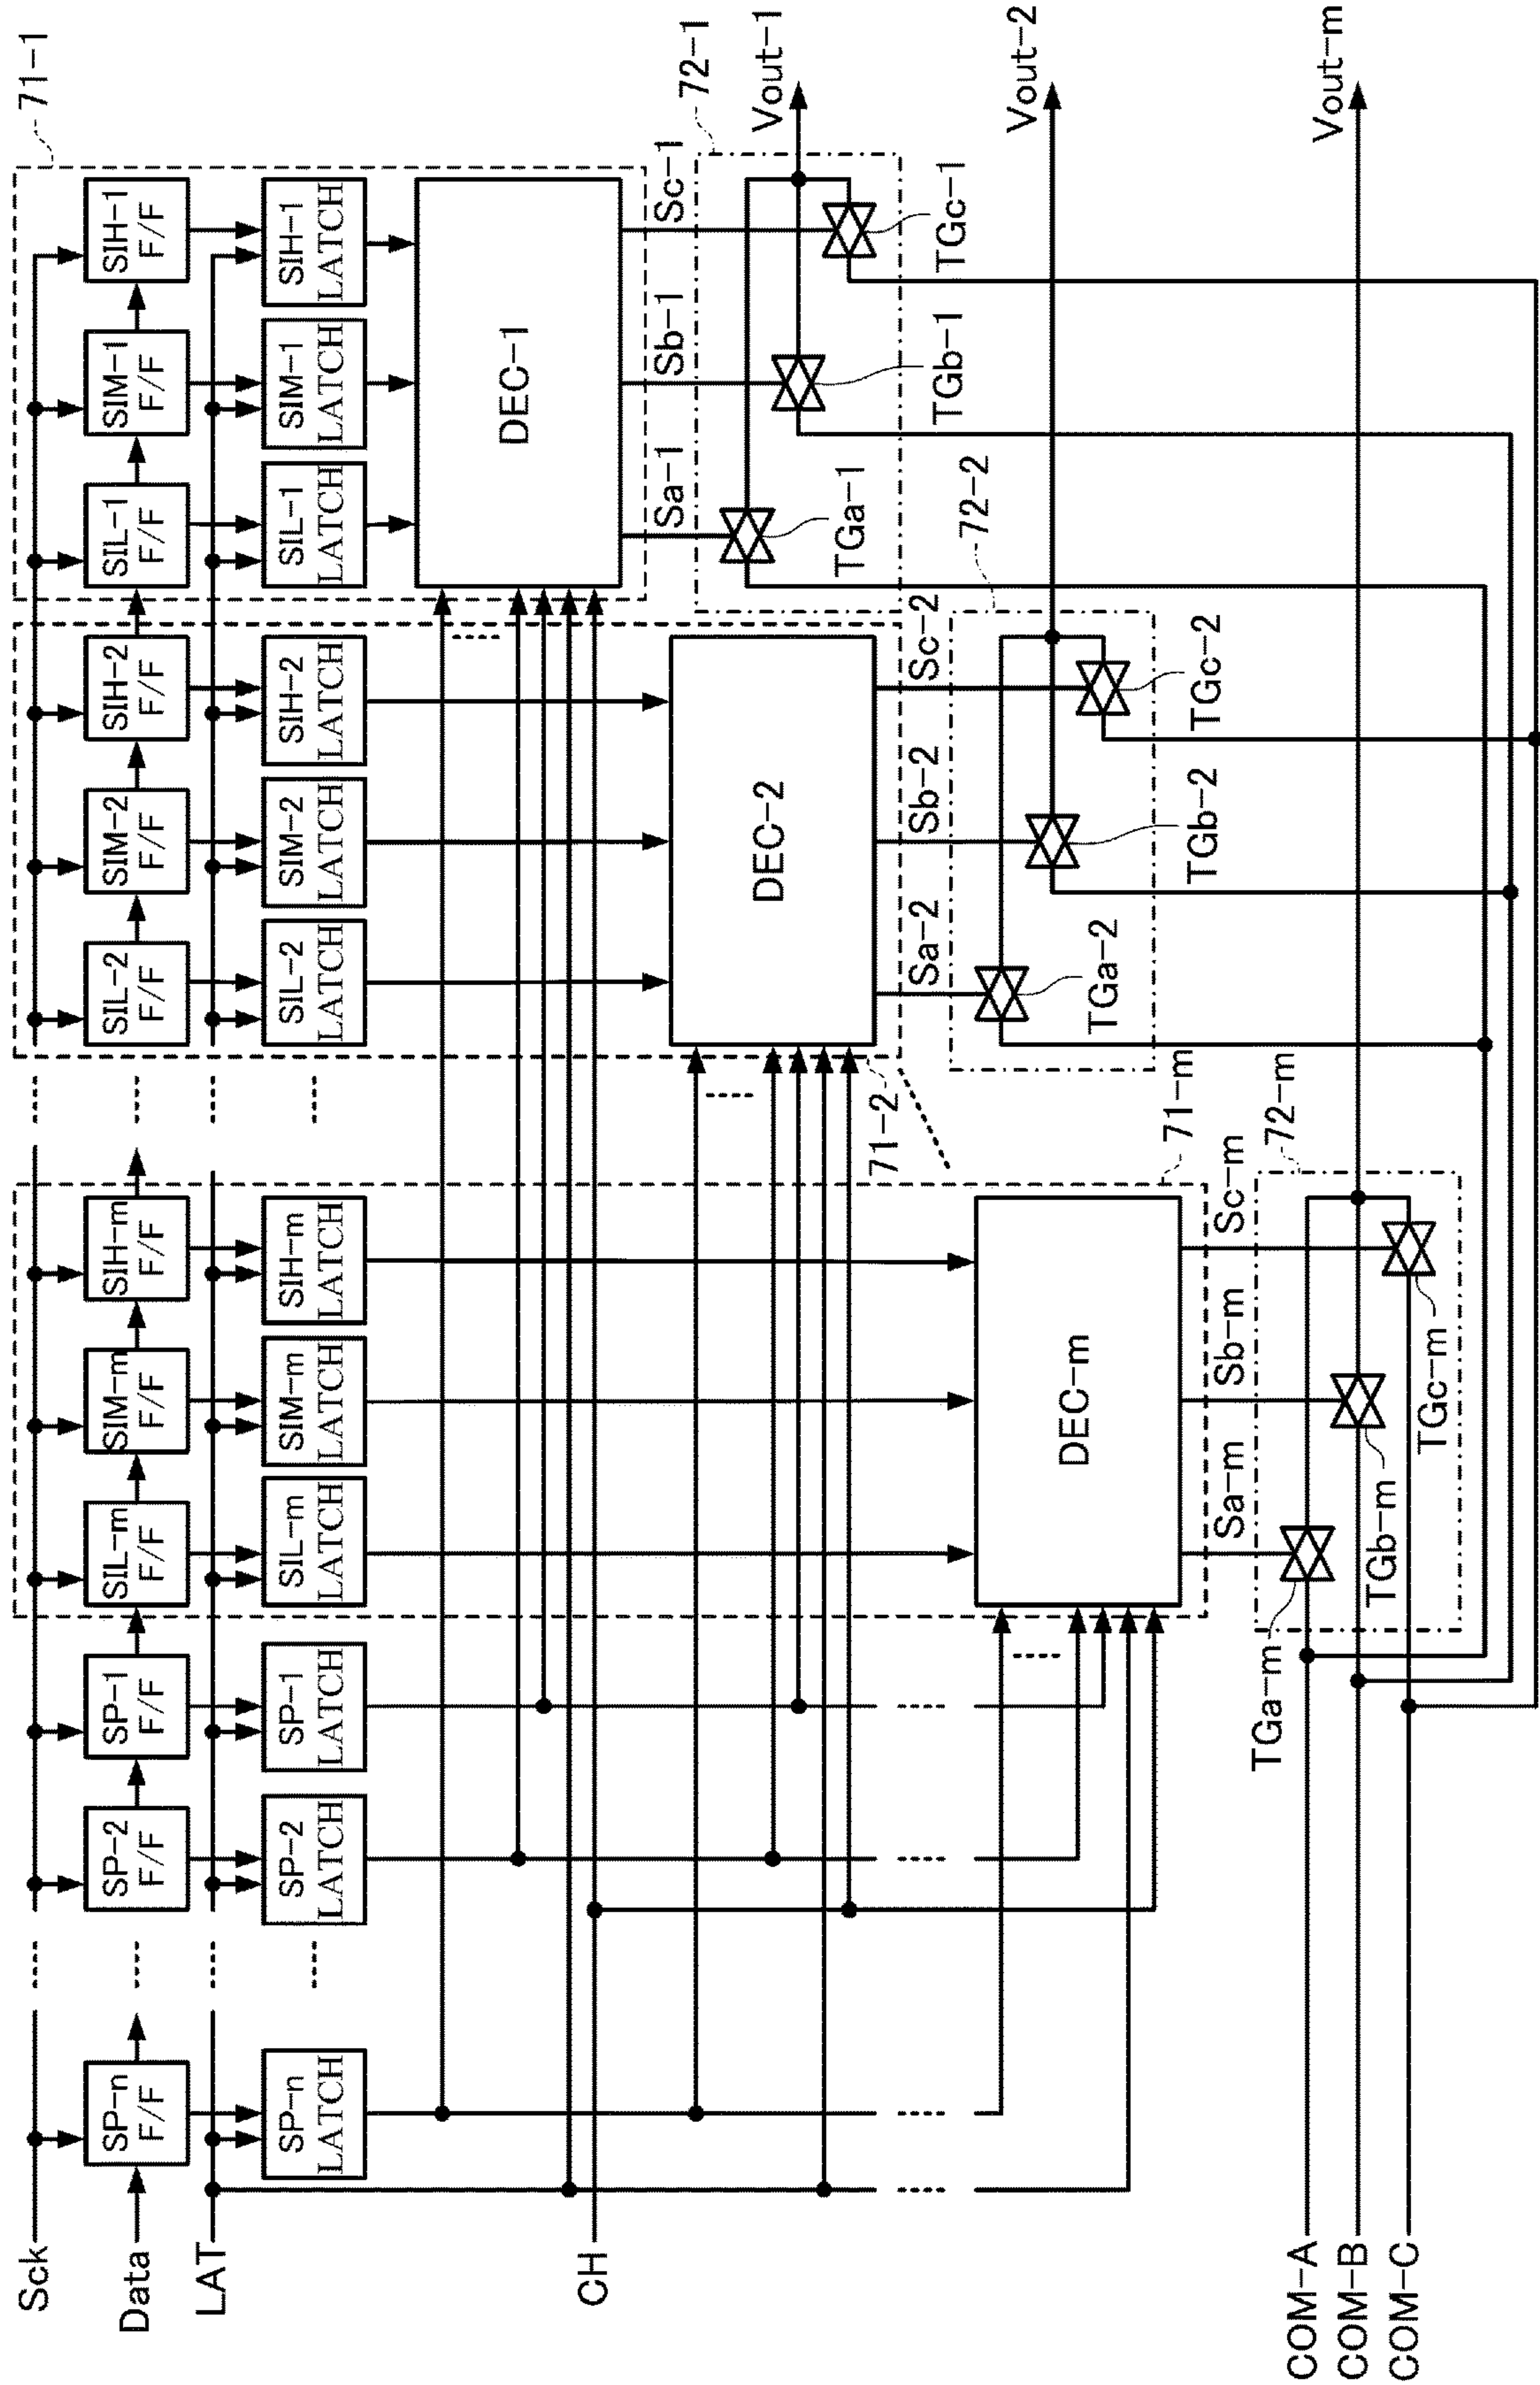 Sck
71-1
Data
SP-n
F/F
SP-2
F/F
SP-1
F/F
SIL-m
F/F
SIM-m
F/F
SIH-m
F/F
SIL-2
F/F
SIM-2
F/F
SIH-2
F/F
SIL-1
F/F
SIM-1
F/F
SIH-1
F/F
LAT
SP-n
LATCH
SP-2
LATCH
SP-1
LATCH
SIL-m
LATCH
SIM-m
LATCH
SIH-m
LATCH
SIL-2
LATCH
SIM-2
LATCH
SIH-2
LATCH
SIL-1
LATCH
SIM-1
LATCH
SIH-1
LATCH
DEC-1
CH
Sa-1
Sb-1
Sc-1
72-1
DEC-2
Vout-1
TGa-1
TGb-1
TGc-1
71-2
Sa-2
Sb-2
Sc-2
72-2
Vout-2
DEC-m
TGa-2
TGb-2
TGc-2
71-m
Sa-m
Sb-m
Sc-m
72-m
TGa-m
TGb-m
TGc-m
COM-A
COM-B
COM-C
Vout-m